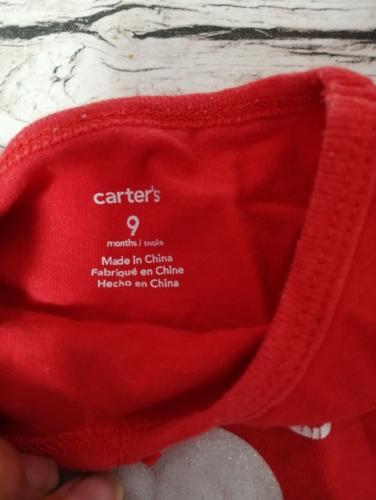 carter's
9
months / mois
Made in China
Fabriqué en Chine
Hecho en China